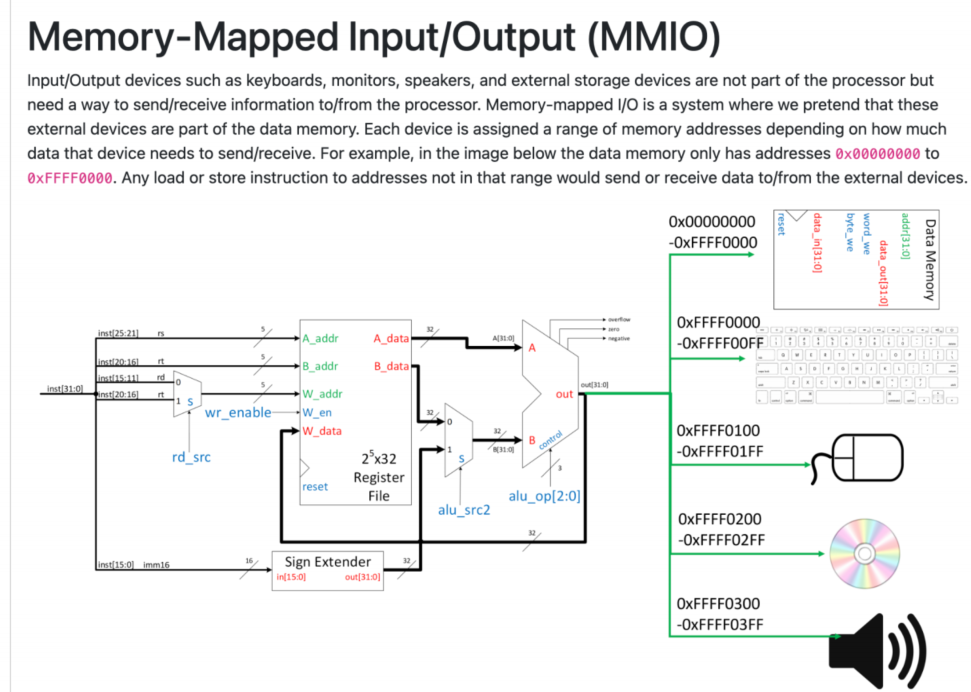 Memory-Mapped Input/Output (MMIO)
Input/Output devices such as keyboards, monitors, speakers, and external storage devices are not part of the processor but
need a way to send/receive information to/from the processor. Memory-mapped I/O is a system where we pretend that these
external devices are part of the data memory. Each device is assigned a range of memory addresses depending on how much
data that device needs to send/receive. For example, in the image below the data memory only has addresses 0x00000000 to
0xFFFF0000. Any load or store instruction to addresses not in that range would send or receive data to/from the external devices.
0x00000000
-0xFFFF0000
reset
data_in[31:0]
byte_we
word_we
data_out[31:0]
addr[31:0]
Data Memory
0xFFFF0000
-0xFFFF00FF
0xFFFF0100
-0xFFFF01FF
0xFFFF0200
-0xFFFF02FF
0xFFFF0300
-0xFFFF03FF
inst[31:0]
inst[25:21] rs
inst[20:16] rt
inst[15:11] rd
inst[20:16] rt
0
1 S
rd_src
wr_enable
5
5
5
A_addr
B_addr
W_addr
W_en
W_data
A_data
B_data
2^5x32
Register
File
reset
32
32
0
1
S
alu_src2
32
B[31:0]
A[31:0]
A
B
out
control
3
alu_op[2:0]
overflow
zero
negative
out[31:0]
32
inst[15:0] imm16
16
Sign Extender
in[15:0] out[31:0]
32